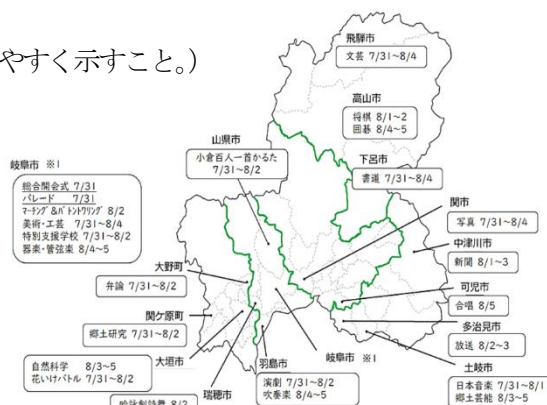 やすく示すこと。)
飛騨市
文芸 7/31~8/4
高山市
将棋 8/1~2
囲碁 8/4~5
山県市
小倉百人一首かるた
7/31~8/2
下呂市
書道 7/31~8/4
岐阜市 ※1
総合開会式 7/31
パレード 7/31
マーチング&バトントワリング 8/2
美術・工芸 7/31~8/4
特別支援学校 7/31~8/2
器楽・管弦楽 8/4~5
関市
写真 7/31~8/4
中津川市
新聞 8/1~3
大野町
弁論 7/31~8/2
可児市
合唱 8/5
関ケ原町
郷土研究 7/31~8/2
多治見市
放送 8/2~3
大垣市
自然科学 8/3~5
花いけバトル 7/31~8/2
瑞穂市
吟詠剣詩舞 8/2
羽島市
演劇 7/31~8/2
吹奏楽 8/4~5
岐阜市 ※1
土岐市
日本音楽 7/31~8/1
郷土芸能 8/3~5